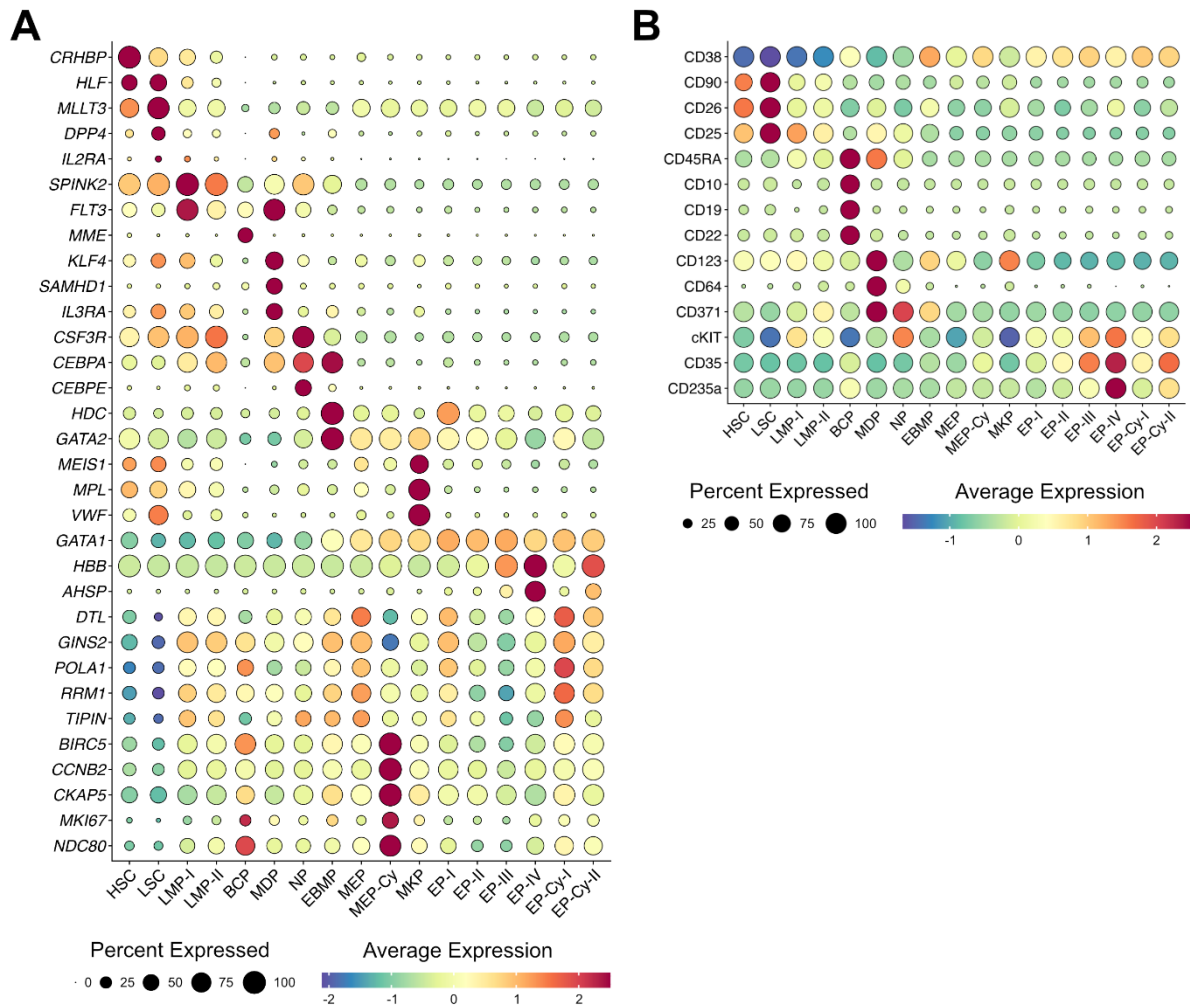 A
CRHBP
HLF
MLLT3
DPP4
IL2RA
SPINK2
FLT3
MME
KLF4
SAMHD1
IL3RA
CSF3R
CEBPA
CEBPE
HDC
GATA2
MEIS1
MPL
VWF
GATA1
HBB
AHSP
DTL
GINS2
POLA1
RRM1
TIPIN
BIRC5
CCNB2
CKAP5
MKI67
NDC80
HSC LSC LMP-I LMP-II BCP MDP NP EBMP MEP MEP-Cy MKP EP-I EP-II EP-III EP-IV EP-Cy-I EP-Cy-II
Percent Expressed Average Expression
0 25 50 75 100
-2 -1 0 1 2
B
CD38
CD90
CD26
CD25
CD45RA
CD10
CD19
CD22
CD123
CD64
CD371
cKIT
CD35
CD235a
HSC LSC LMP-I LMP-II BCP MDP NP EBMP MEP MEP-Cy MKP EP-I EP-II EP-III EP-IV EP-Cy-I EP-Cy-II
Percent Expressed Average Expression
25 50 75 100
-1 0 1 2